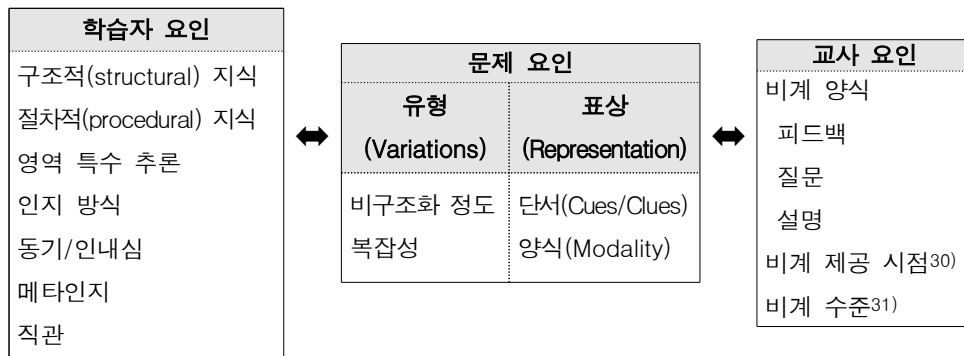 학습자 요인
구조적(structural) 지식
절차적(procedural) 지식
영역 특수 추론
인지 방식
동기/인내심
메타인지
직관
문제 요인
유형
(Variations)
표상
(Representation)
비구조화 정도
복잡성
단서(Cues/Clues)
양식(Modality)
교사 요인
비계 양식
피드백
질문
설명
비계 제공 시점30)
비계 수준31)